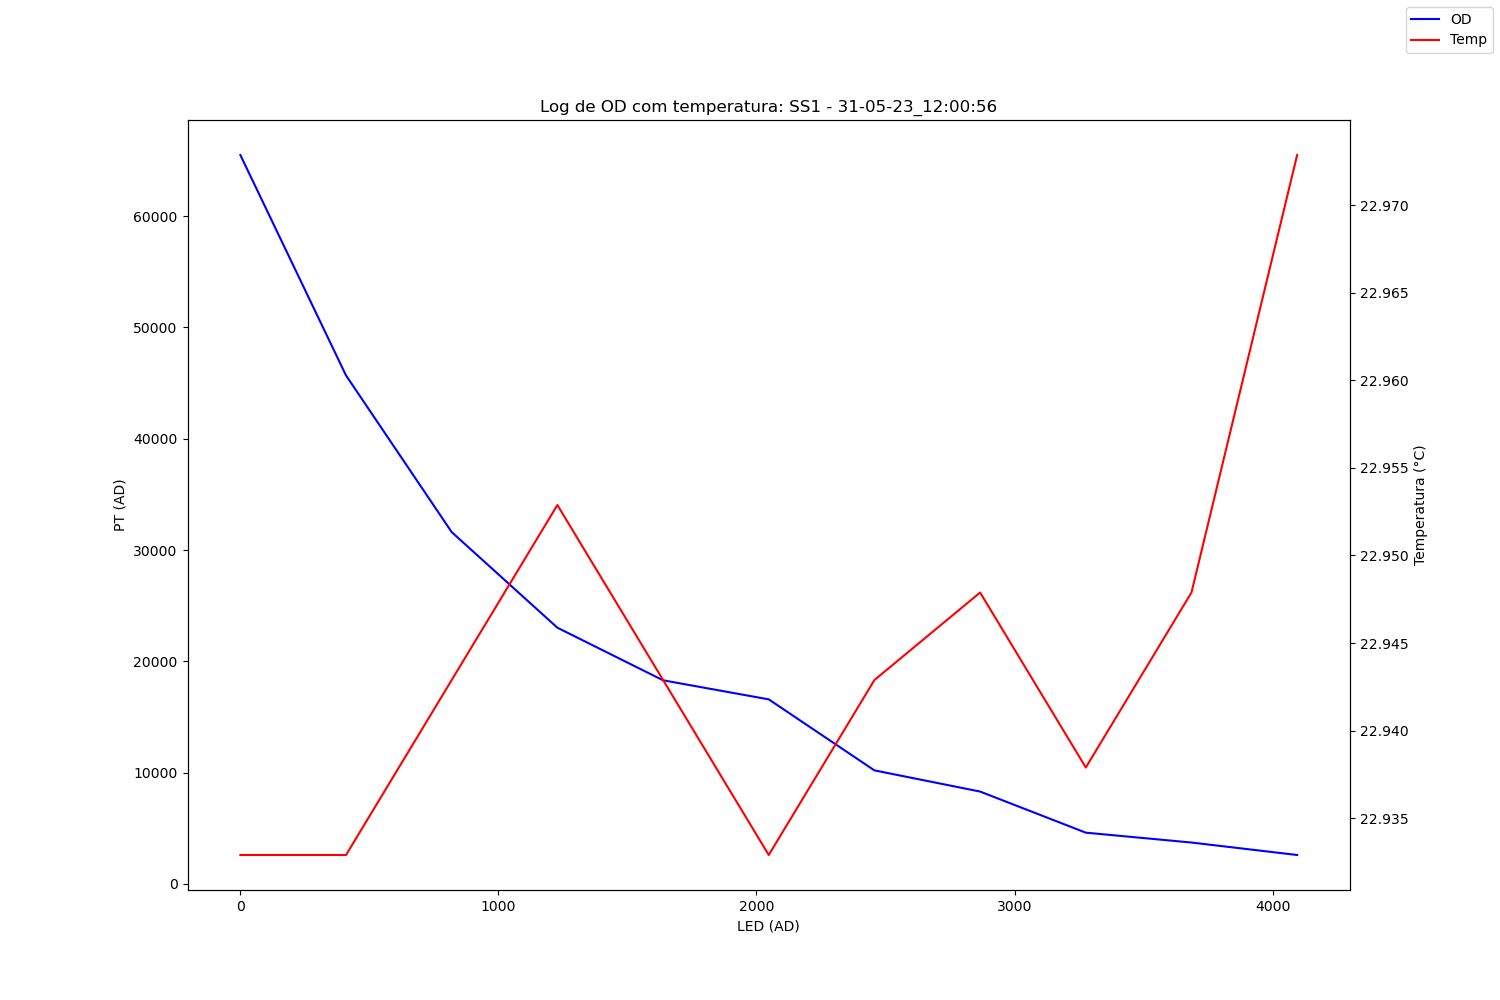 OD
Temp
Log de OD com temperatura: SS1 - 31-05-23_12:00:56
60000
50000
40000
30000
20000
10000
0
PT (AD)
22.970
22.965
22.960
22.955
22.950
22.945
22.940
22.935
Temperatura (°C)
0 1000 2000 3000 4000
LED (AD)